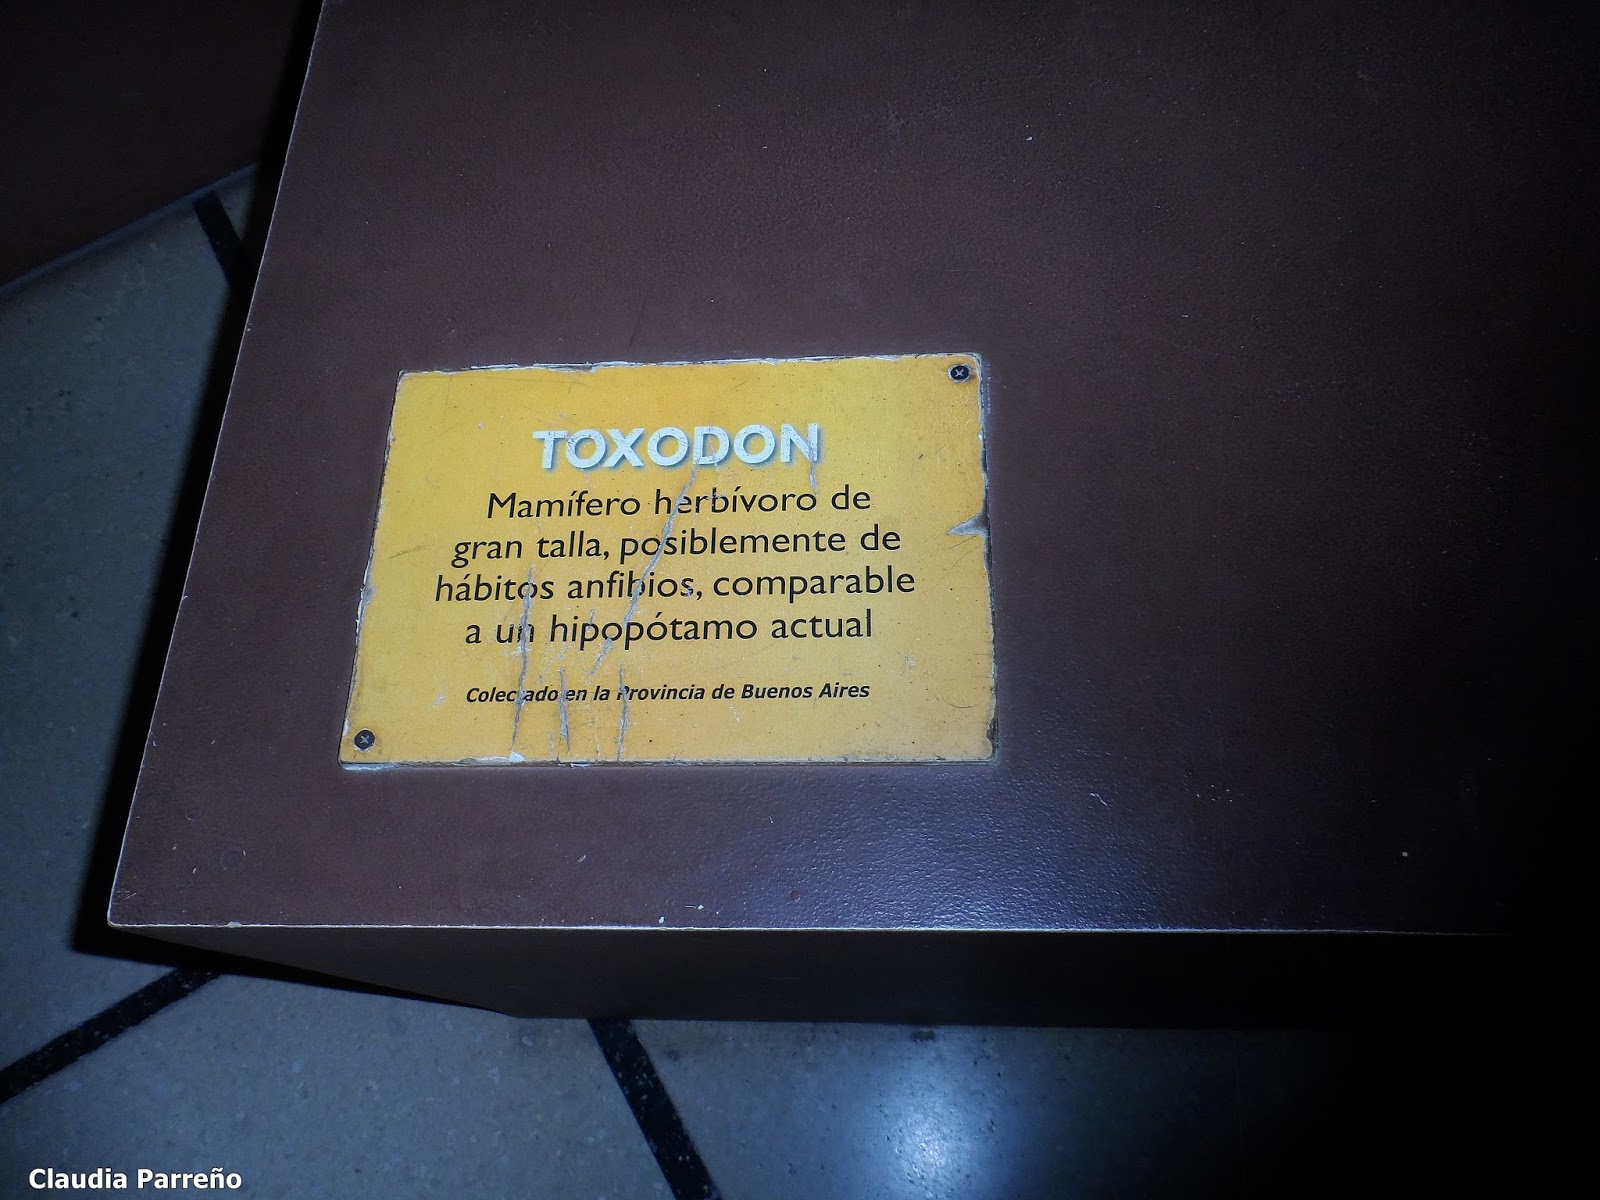 TOXODON
Mamífero herbívoro de
gran talla, posiblemente de
hábitos anfibios, comparable
a un hipopótamo actual
Colectado en la Provincia de Buenos Aires
Claudia Parreño